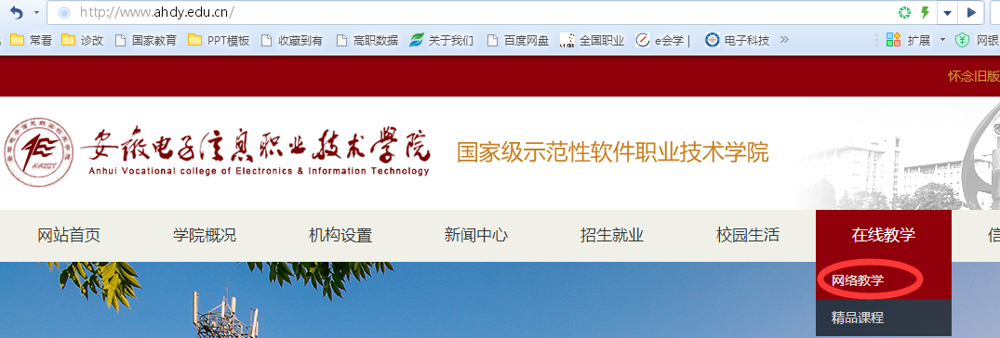 http://www.ahdy.edu.cn/
常看 诊改 国家教育 PPT模板 收藏到有 高职数据 关于我们 百度网盘 全国职业 e会学 | 电子科技 » 扩展 网银
怀念旧版
安徽电子信息职业技术学院
Anhui Vocational college of Electronics & Information Technology
国家级示范性软件职业技术学院
网站首页 学院概况 机构设置 新闻中心 招生就业 校园生活 在线教学
网络教学
精品课程